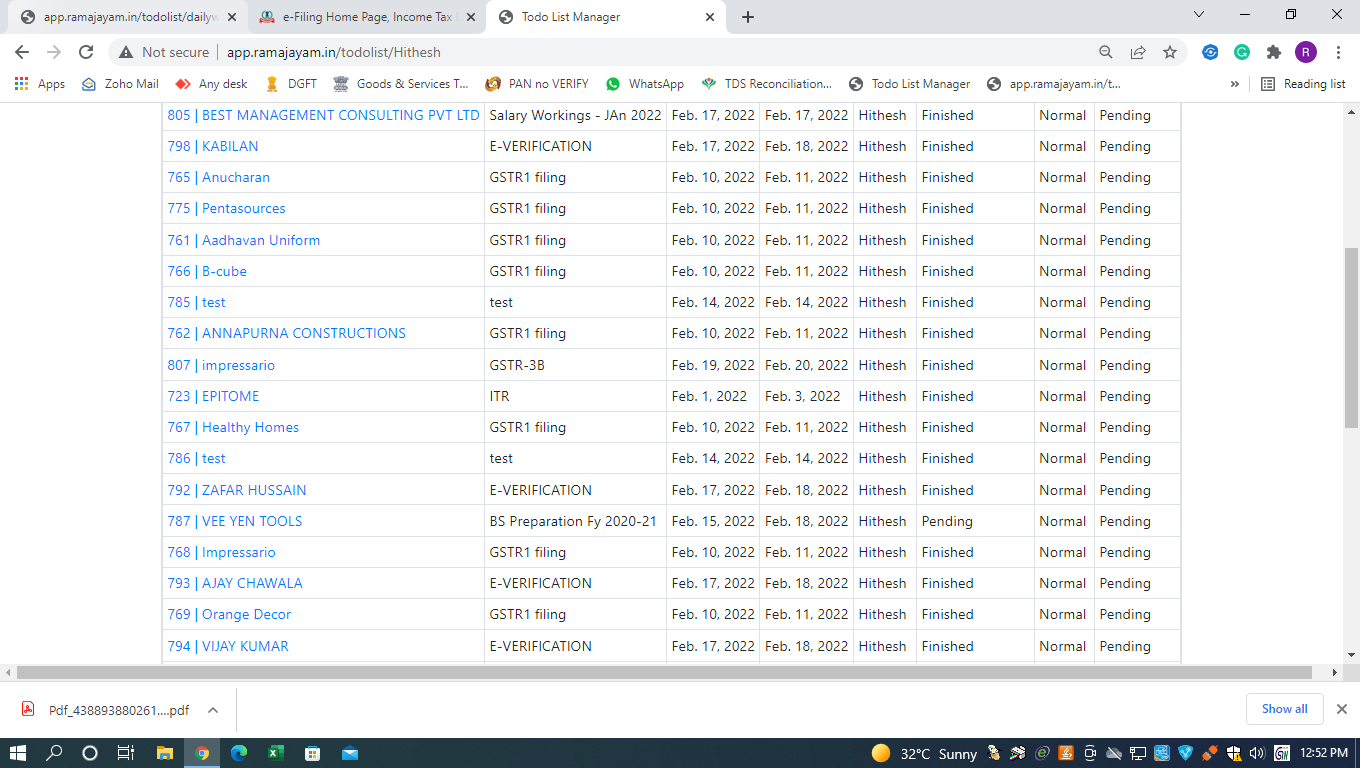 app.ramajayam.in/todolist/dailyw
e-Filing Home Page, Income Tax
Todo List Manager
Not secure
app.ramajayam.in/todolist/Hithesh
R
Apps
Zoho Mail
Any desk
DGFT
Goods & Services T...
PAN no VERIFY
WhatsApp
TDS Reconciliation...
Todo List Manager
app.ramajayam.in/t...
»
Reading list
805 | BEST MANAGEMENT CONSULTING PVT LTD Salary Workings - JAn 2022 Feb. 17, 2022 Feb. 17, 2022 Hithesh Finished Normal Pending
798 | KABILAN E-VERIFICATION Feb. 17, 2022 Feb. 18, 2022 Hithesh Finished Normal Pending
765 | Anucharan GSTR1 filing Feb. 10, 2022 Feb. 11, 2022 Hithesh Finished Normal Pending
775 | Pentasources GSTR1 filing Feb. 10, 2022 Feb. 11, 2022 Hithesh Finished Normal Pending
761 | Aadhavan Uniform GSTR1 filing Feb. 10, 2022 Feb. 11, 2022 Hithesh Finished Normal Pending
766 | B-cube GSTR1 filing Feb. 10, 2022 Feb. 11, 2022 Hithesh Finished Normal Pending
785 | test test Feb. 14, 2022 Feb. 14, 2022 Hithesh Finished Normal Pending
762 | ANNAPURNA CONSTRUCTIONS GSTR1 filing Feb. 10, 2022 Feb. 11, 2022 Hithesh Finished Normal Pending
807 | impressario GSTR-3B Feb. 19, 2022 Feb. 20, 2022 Hithesh Finished Normal Pending
723 | EPITOME ITR Feb. 1, 2022 Feb. 3, 2022 Hithesh Finished Normal Pending
767 | Healthy Homes GSTR1 filing Feb. 10, 2022 Feb. 11, 2022 Hithesh Finished Normal Pending
786 | test test Feb. 14, 2022 Feb. 14, 2022 Hithesh Finished Normal Pending
792 | ZAFAR HUSSAIN E-VERIFICATION Feb. 17, 2022 Feb. 18, 2022 Hithesh Finished Normal Pending
787 | VEE YEN TOOLS BS Preparation Fy 2020-21 Feb. 15, 2022 Feb. 18, 2022 Hithesh Pending Normal Pending
768 | Impressario GSTR1 filing Feb. 10, 2022 Feb. 11, 2022 Hithesh Finished Normal Pending
793 | AJAY CHAWALA E-VERIFICATION Feb. 17, 2022 Feb. 18, 2022 Hithesh Finished Normal Pending
769 | Orange Decor GSTR1 filing Feb. 10, 2022 Feb. 11, 2022 Hithesh Finished Normal Pending
794 | VIJAY KUMAR E-VERIFICATION Feb. 17, 2022 Feb. 18, 2022 Hithesh Finished Normal Pending
Pdf_438893880261....pdf
Show all
32°C Sunny
12:52 PM